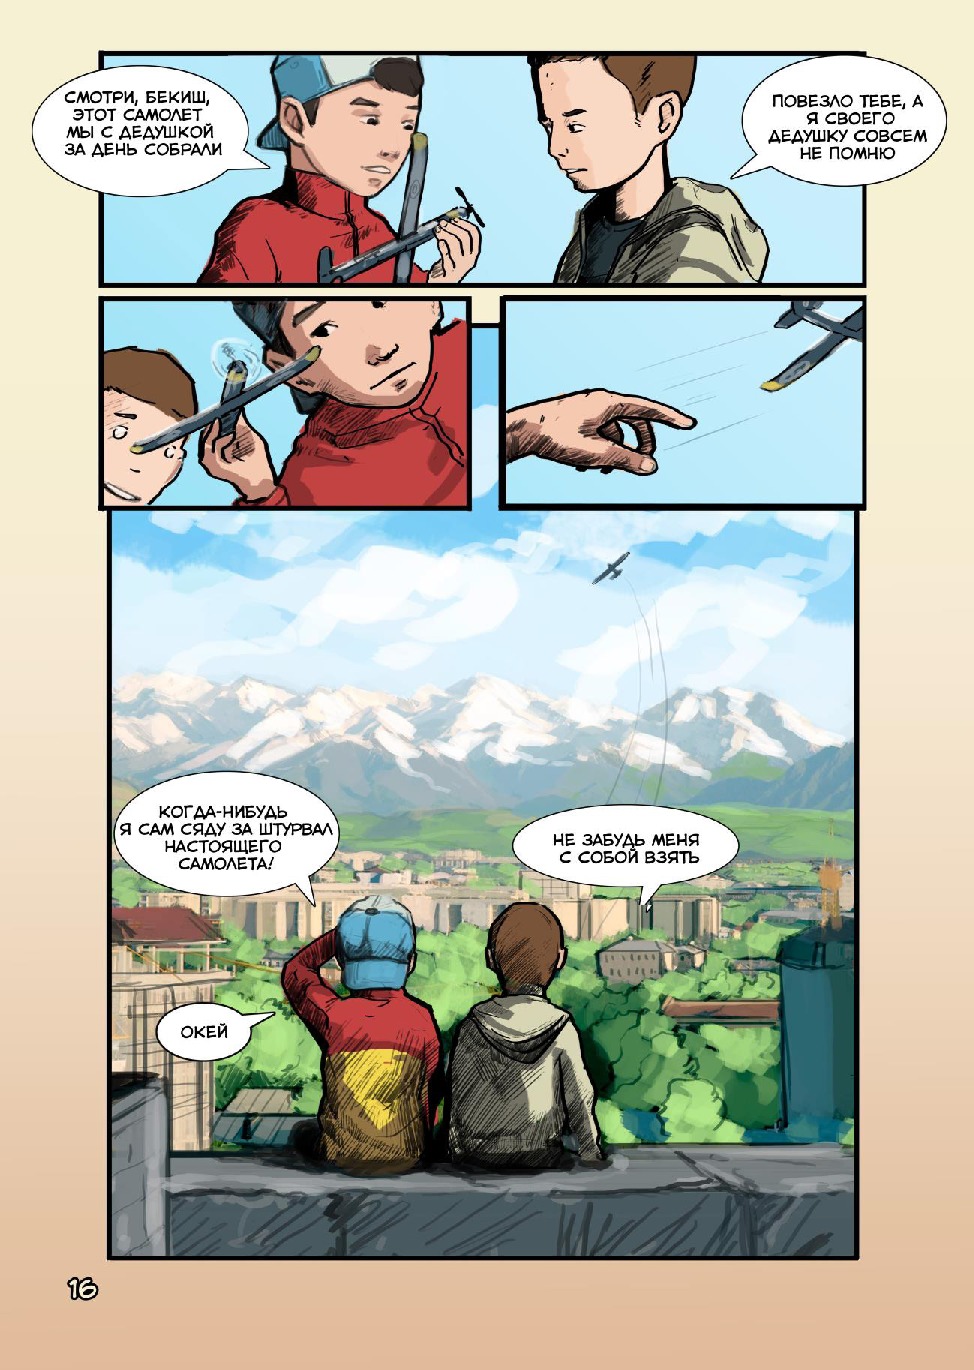 СМОТРИ, БЕКИШ,
ЭТОТ САМОЛЕТ
МЫ С ДЕДУШКОЙ
ЗА ДЕНЬ СОБРАЛИ
ПОВЕЗЛО ТЕБЕ, А
Я СВОЕГО
ДЕДУШКУ СОВСЕМ
НЕ ПОМНЮ
КОГДА-НИБУДЬ
Я САМ СЯДУ ЗА ШТУРВАЛ
НАСТОЯЩЕГО
САМОЛЕТА!
НЕ ЗАБУДЬ МЕНЯ
С СОБОЙ ВЗЯТЬ
ОКЕЙ
16